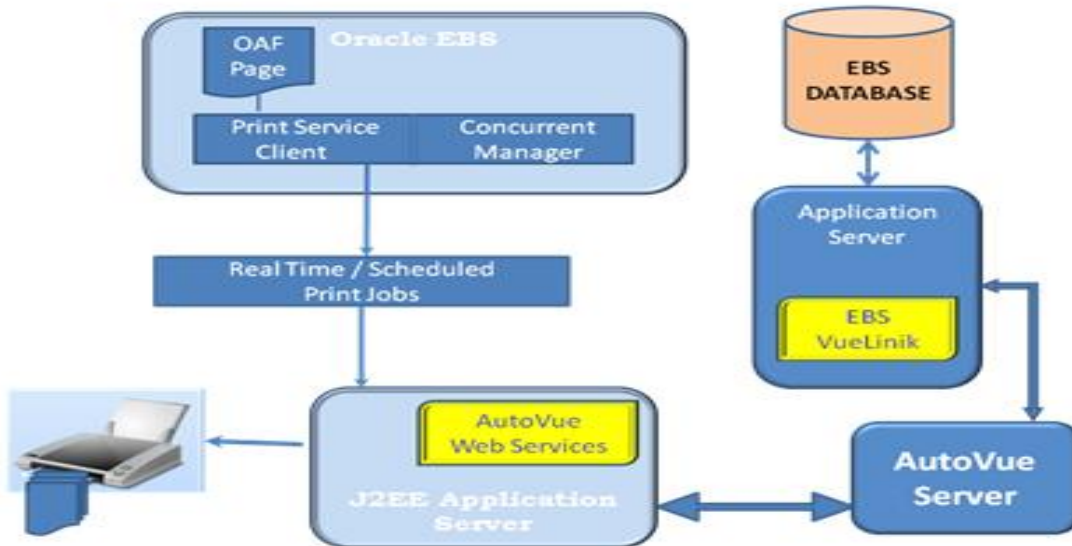 Oracle EBS
OAF
Page
Print Service
Client
Concurrent
Manager
Real Time / Scheduled
Print Jobs
AutoVue
Web Services
J2EE Application
Server
EBS
DATABASE
Application
Server
EBS
VueLinik
AutoVue
Server